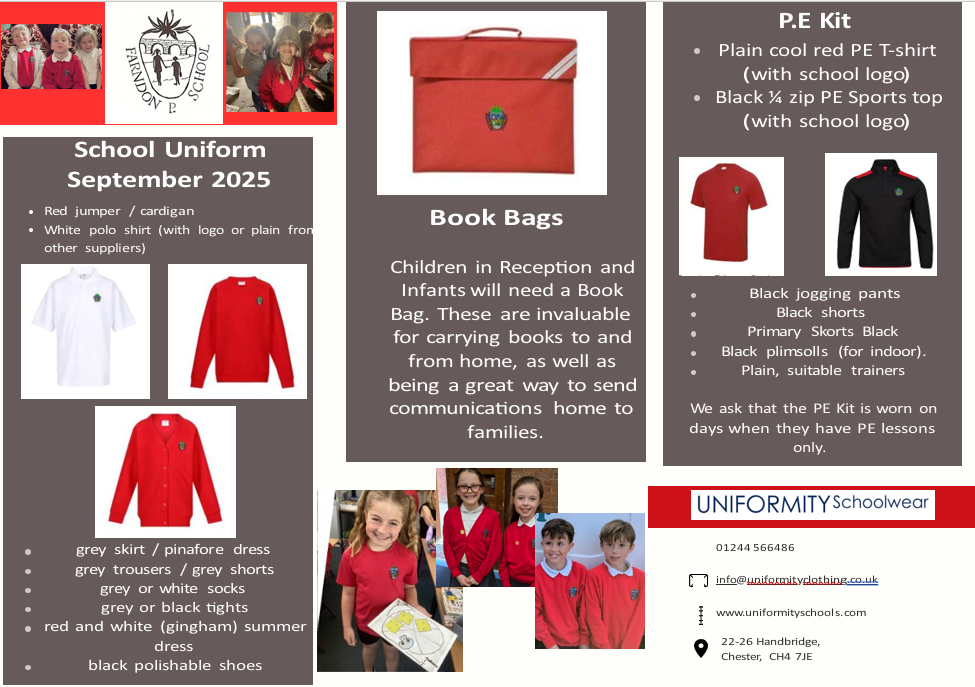 FARNDON P. SCHOOL
School Uniform
September 2025
Red jumper / cardigan
White polo shirt (with logo or plain from
other suppliers)
grey skirt / pinafore dress
grey trousers / grey shorts
grey or white socks
grey or black tights
red and white (gingham) summer
dress
black polishable shoes
Book Bags
Children in Reception and
Infants will need a Book
Bag. These are invaluable
for carrying books to and
from home, as well as
being a great way to send
communications home to
families.
P.E Kit
Plain cool red PE T-shirt
(with school logo)
Black ¼ zip PE Sports top
(with school logo)
Black jogging pants
Black shorts
Primary Skorts Black
Black plimsolls (for indoor).
Plain, suitable trainers
We ask that the PE Kit is worn on
days when they have PE lessons
only.
UNIFORMITY Schoolwear
01244 566486
info@uniformityclothing.co.uk
www.uniformityschools.com
22-26 Handbridge,
Chester, CH4 7JE